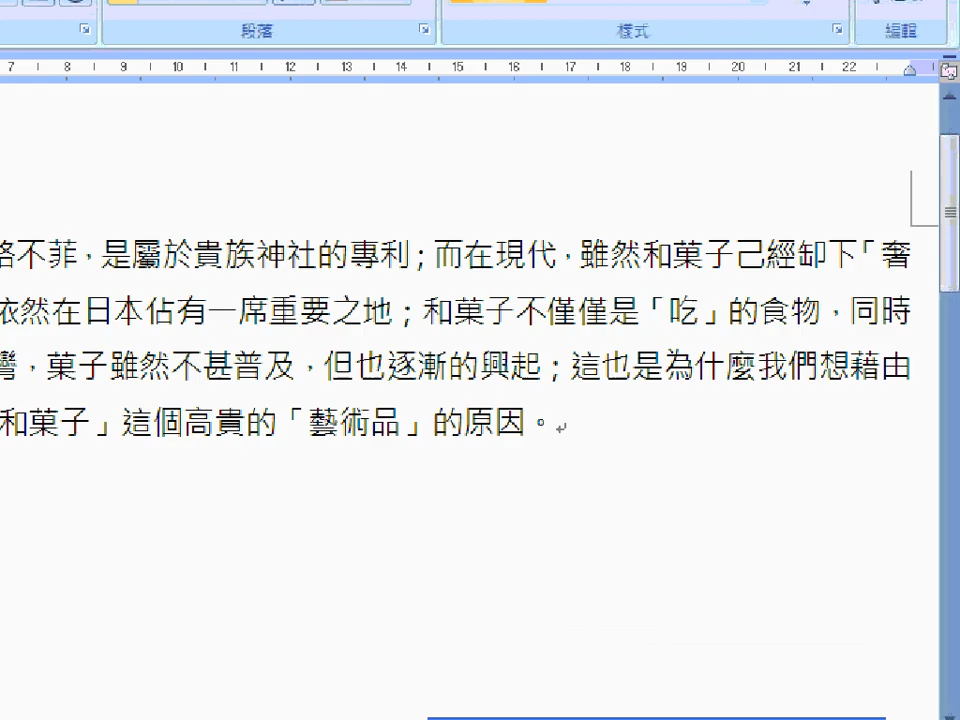 段落 樣式 編輯
7 8 9 10 11 12 13 14 15 16 17 18 19 20 21 22
不菲，是屬於貴族神社的專利；而在現代，雖然和菓子己經卸下「奢
依然在日本佔有一席重要之地；和菓子不僅僅是「吃」的食物，同時
，菓子雖然不甚普及，但也逐漸的興起；這也是為什麼我們想藉由
和菓子」這個高貴的「藝術品」的原因。